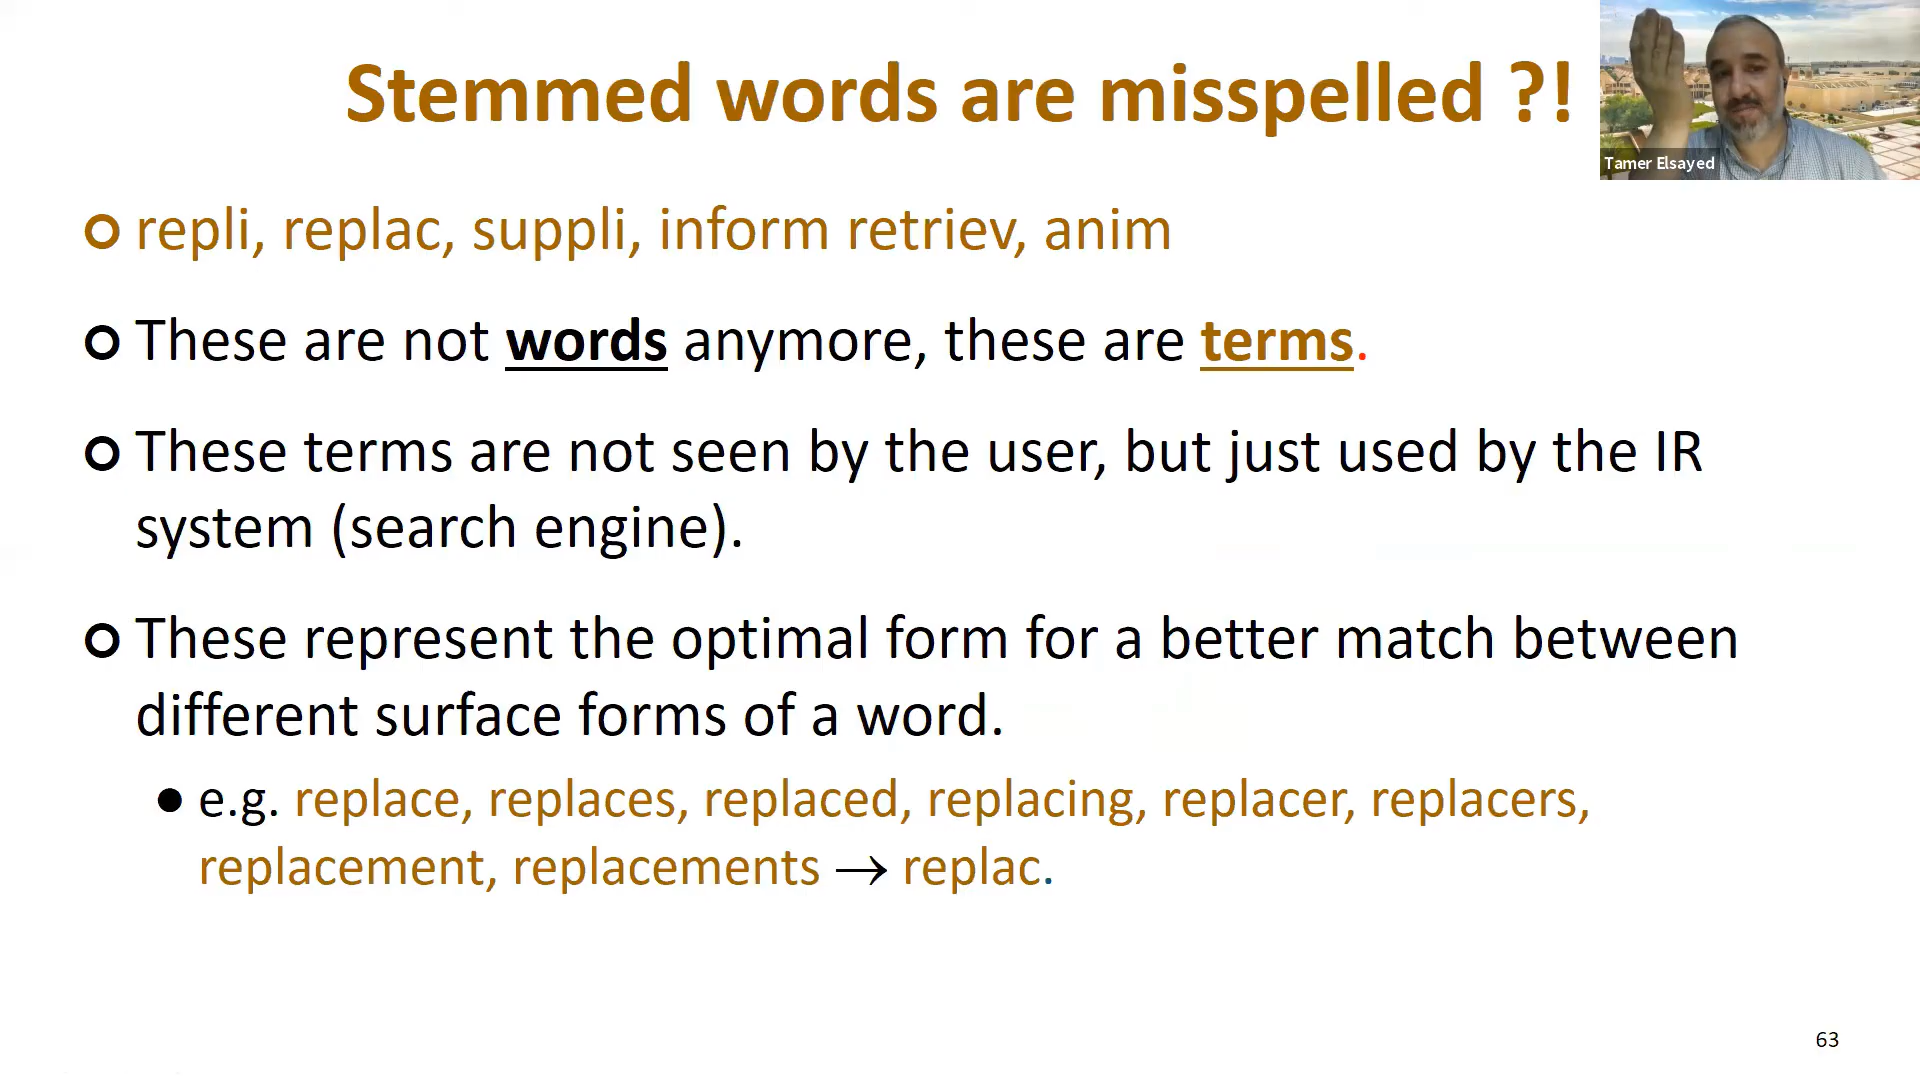 Stemmed words are misspelled ?!
Tamer Elsayed
repli, replac, suppli, inform retriev, anim
These are not words anymore, these are terms.
These terms are not seen by the user, but just used by the IR
system (search engine).
These represent the optimal form for a better match between
different surface forms of a word.
e.g. replace, replaces, replaced, replacing, replacer, replacers,
replacement, replacements → replac.
63